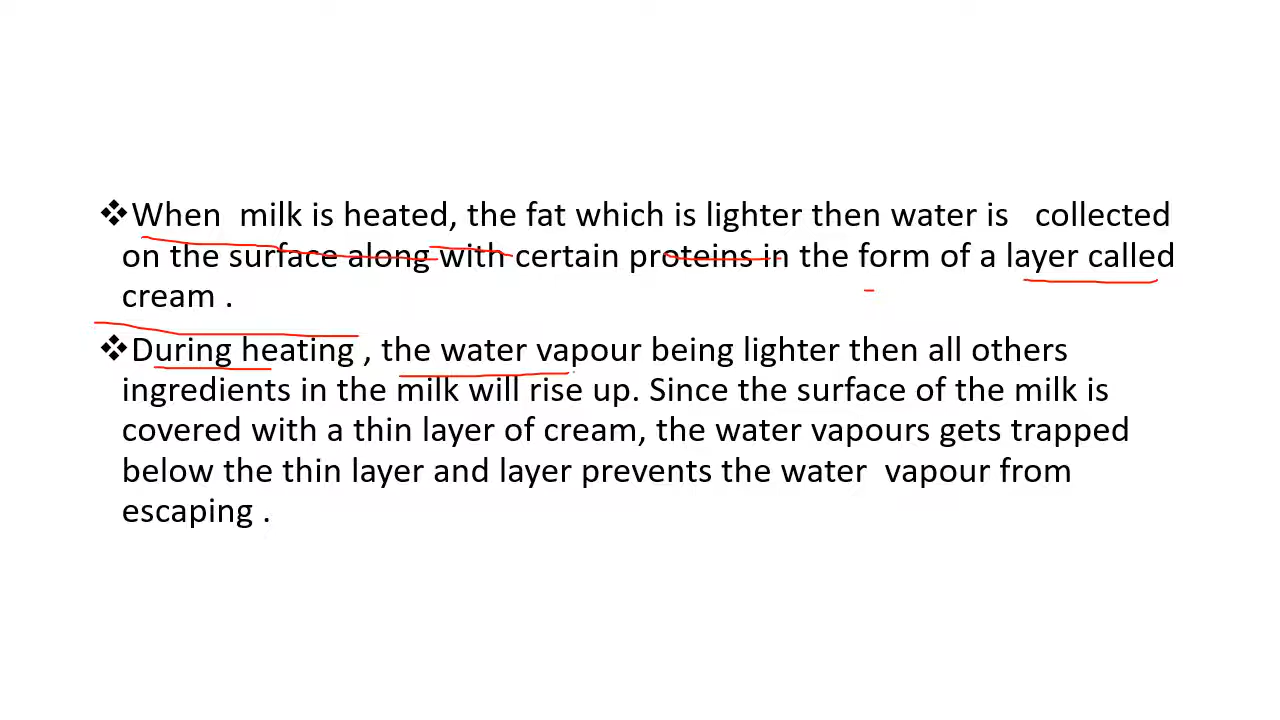 ❖When milk is heated, the fat which is lighter then water is collected
on the surface along with certain proteins in the form of a layer called
cream .
❖During heating , the water vapour being lighter then all others
ingredients in the milk will rise up. Since the surface of the milk is
covered with a thin layer of cream, the water vapours gets trapped
below the thin layer and layer prevents the water vapour from
escaping .